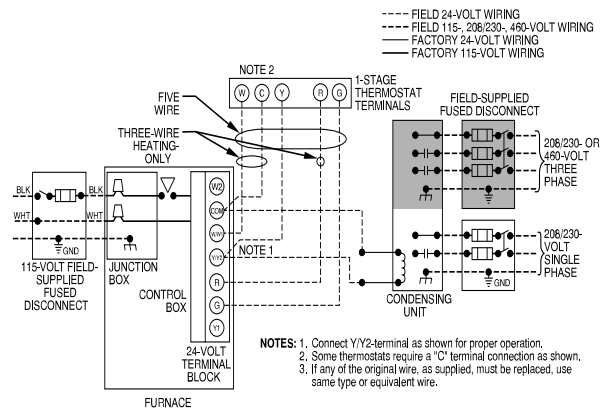 FIELD 24-VOLT WIRING
FIELD 115-, 208/230-, 460-VOLT WIRING
FACTORY 24-VOLT WIRING
FACTORY 115-VOLT WIRING
NOTE 2
W
C
Y
R
G
1-STAGE
THERMOSTAT
TERMINALS
FIVE
WIRE
THREE-WIRE
HEATING-
ONLY
FIELD-SUPPLIED
FUSED DISCONNECT
208/230- OR
460-VOLT
THREE
PHASE
BLK
BLK
WHT
WHT
GND
W2
COM
W/W1
Y/Y2
R
G
Y1
NOTE 1
208/230-
VOLT
SINGLE
PHASE
GND
115-VOLT FIELD-
SUPPLIED
FUSED
DISCONNECT
JUNCTION
BOX
CONTROL
BOX
24-VOLT
TERMINAL
BLOCK
FURNACE
CONDENSING
UNIT
NOTES: 1. Connect Y/Y2-terminal as shown for proper operation.
2. Some thermostats require a "C" terminal connection as shown.
3. If any of the original wire, as supplied, must be replaced, use
same type or equivalent wire.